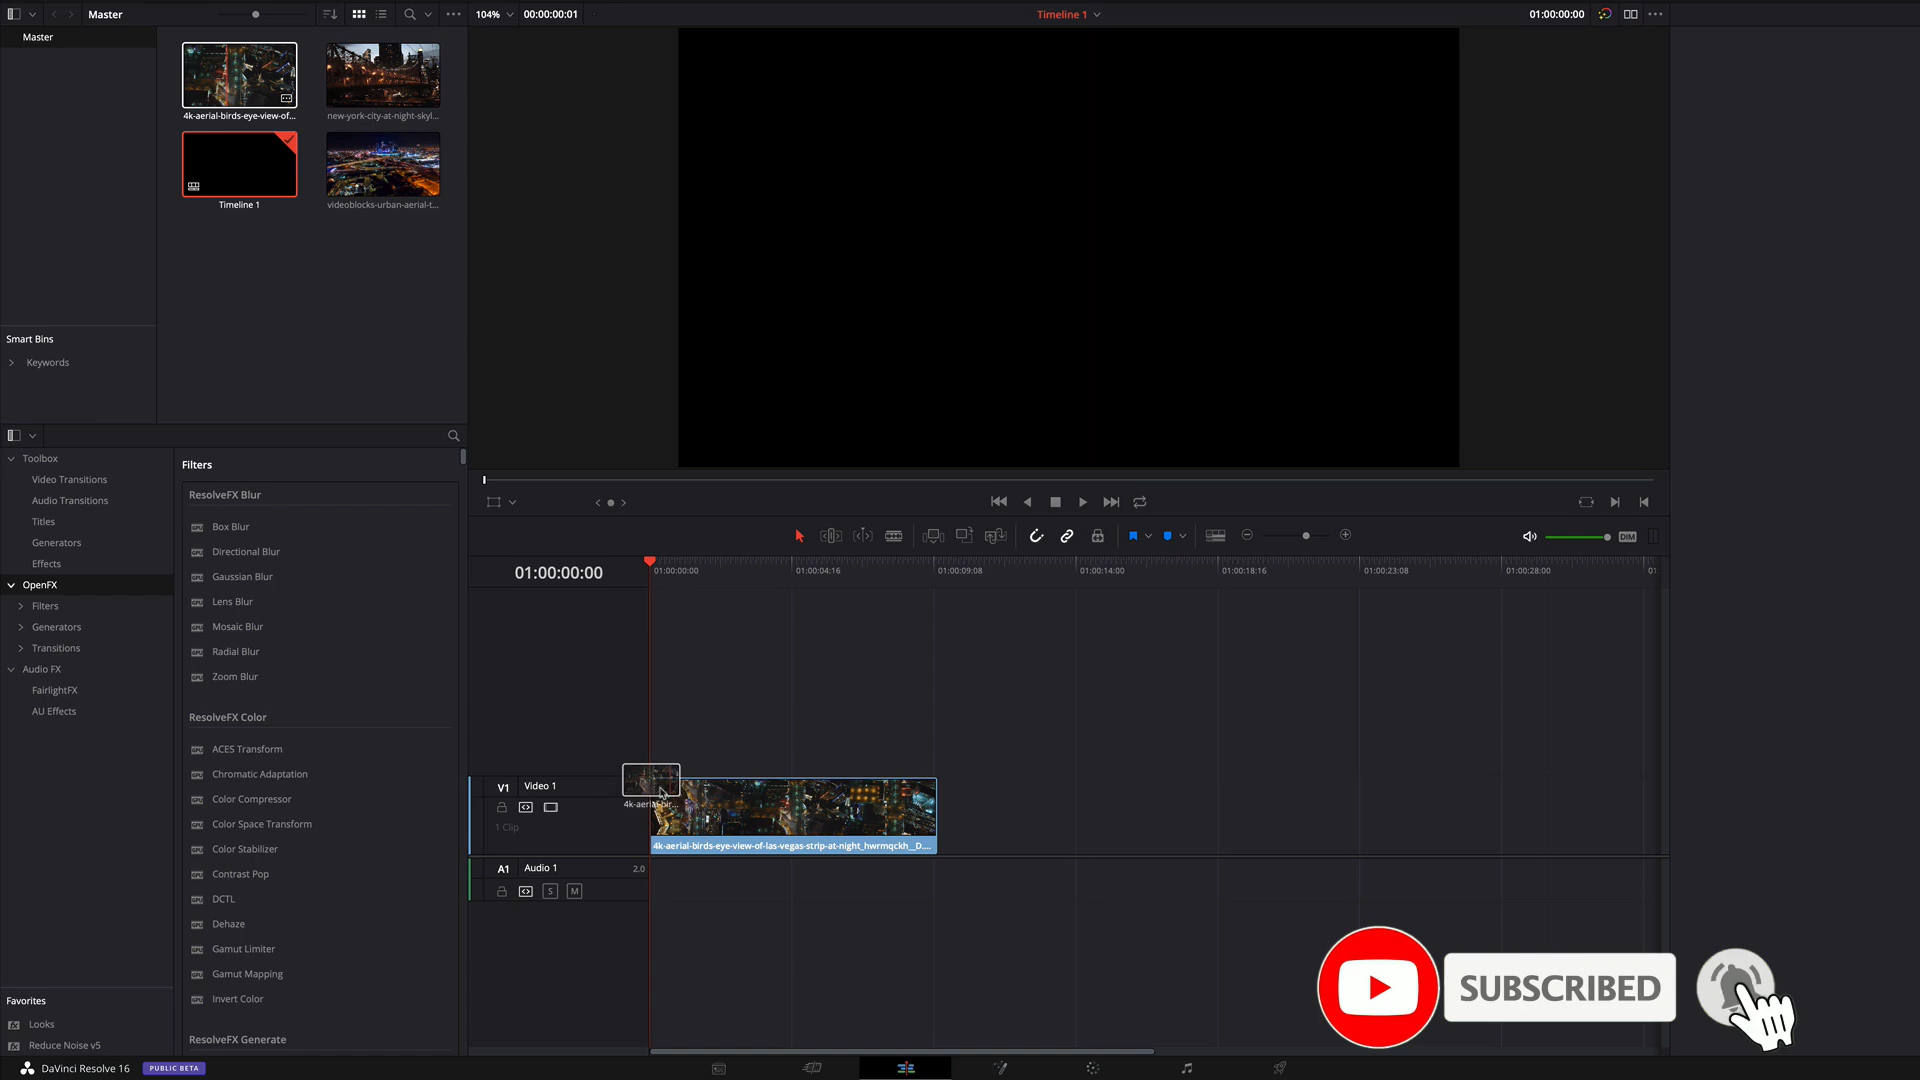 Master
104%
00:00:00:01
Timeline 1
01:00:00:00
Master
4k-aerial-birds-eye-view-of...
new-york-city-at-night-skyl...
Timeline 1
videoblocks-urban-aerial-t...
Smart Bins
Keywords
Toolbox
Video Transitions
Audio Transitions
Titles
Generators
Effects
OpenFX
Filters
Generators
Transitions
Audio FX
FairlightFX
AU Effects
Favorites
Looks
Reduce Noise v5
Filters
ResolveFX Blur
Box Blur
Directional Blur
Gaussian Blur
Lens Blur
Mosaic Blur
Radial Blur
Zoom Blur
ResolveFX Color
ACES Transform
Chromatic Adaptation
Color Compressor
Color Space Transform
Color Stabilizer
Contrast Pop
DCTL
Dehaze
Gamut Limiter
Gamut Mapping
Invert Color
ResolveFX Generate
DIM
01:00:00:00
01:00:00:00
01:00:04:16
01:00:09:08
01:00:14:00
01:00:18:16
01:00:23:08
01:00:28:00
01
V1
Video 1
1 Clip
4k-aerial-bir...
4k-aerial-birds-eye-view-of-las-vegas-strip-at-night_hwrmqckh__D....
A1
Audio 1
2.0
S
M
SUBSCRIBED
DaVinci Resolve 16
PUBLIC BETA